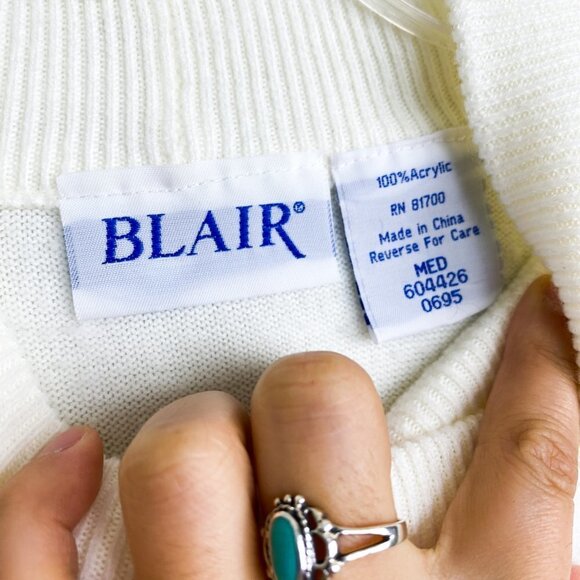 BLAIR®
100%Acrylic
RN 81700
Made in China
Reverse For Care
MED
604426
0695